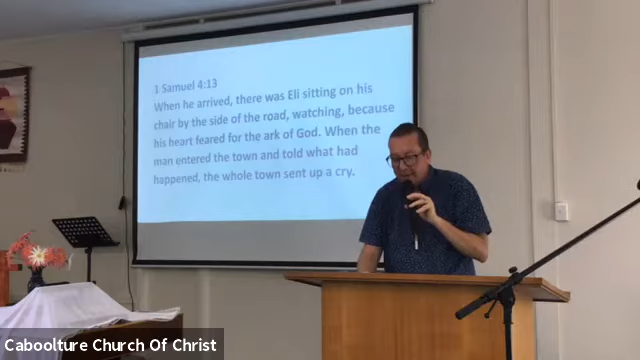 1 Samuel 4:13
When he arrived, there was Eli sitting on his
chair by the side of the road, watching, because
his heart feared for the ark of God. When the
man entered the town and told what had
happened, the whole town sent up a cry.
Caboolture Church Of Christ